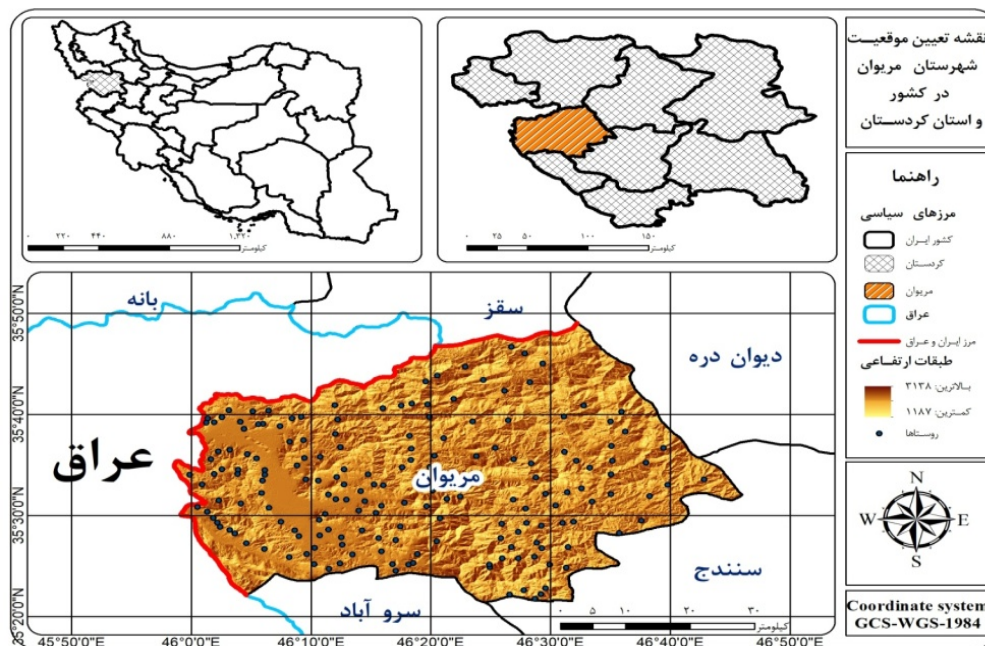 نقشه تعیین موقعیـت
شهرستان مریوان
در کشور
و استان کردستـان
۰ ۲۲۰ ۴۴۰ ۸۸۰ ۱,۳۲۰
کیلومتر
۰ ۲۵ ۵۰ ۱۰۰ ۱۵۰
کیلومتر
راهنما
مرزهای سیاسی
کشور ایران
کردستان
مریوان
عراق
مرز ایران و عراق
طبقات ارتفـاعی
بالاترین: ۳۱۳۸
کمترین: ۱۱۸۷
روستاها
بانه
سقز
دیوان دره
عراق
مریوان
سنندج
سرو آباد
35°50'0"N
35°40'0"N
35°30'0"N
35°20'0"N
45°50'0"E 46°0'0"E 46°10'0"E 46°20'0"E 46°30'0"E 46°40'0"E 46°50'0"E
۰ ۵ ۱۰ ۲۰ ۳۰
کیلومتر
N
W E
S
Coordinate system
GCS-WGS-1984